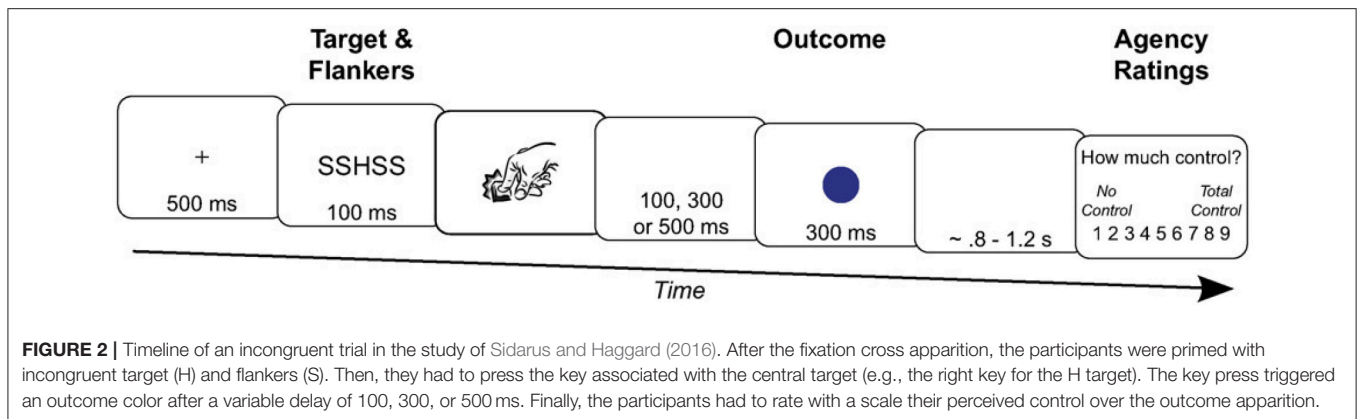 Target &
Flankers
Outcome
Agency
Ratings
+
500 ms
SSHSS
100 ms
100, 300
or 500 ms
300 ms
~ .8 - 1.2 s
How much control?
No
Control
Total
Control
1 2 3 4 5 6 7 8 9
Time
FIGURE 2 | Timeline of an incongruent trial in the study of Sidarus and Haggard (2016). After the fixation cross apparition, the participants were primed with
incongruent target (H) and flankers (S). Then, they had to press the key associated with the central target (e.g., the right key for the H target). The key press triggered
an outcome color after a variable delay of 100, 300, or 500 ms. Finally, the participants had to rate with a scale their perceived control over the outcome apparition.